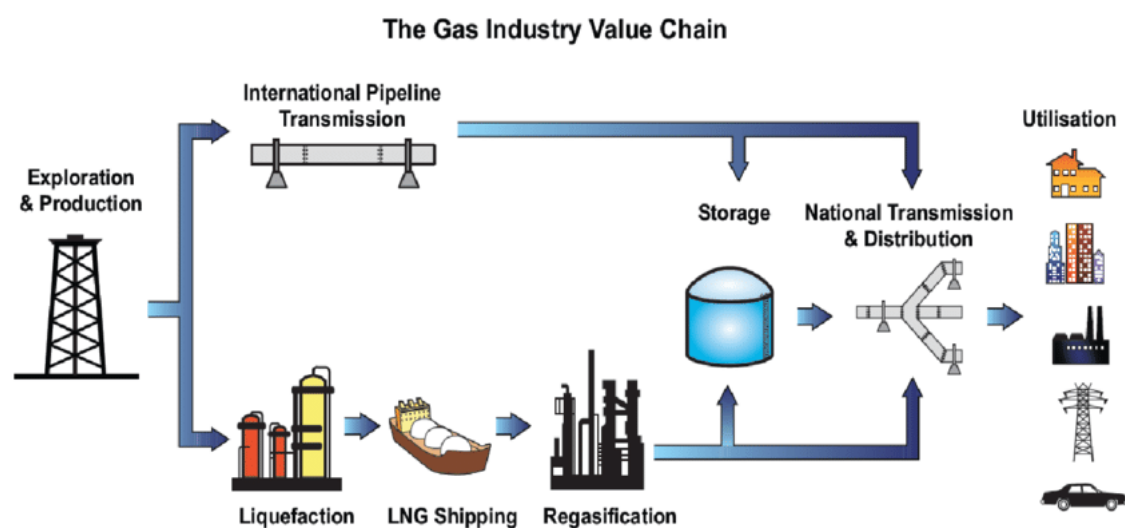 The Gas Industry Value Chain
International Pipeline
Transmission
Utilisation
Exploration
& Production
Storage
National Transmission
& Distribution
Liquefaction
LNG Shipping
Regasification